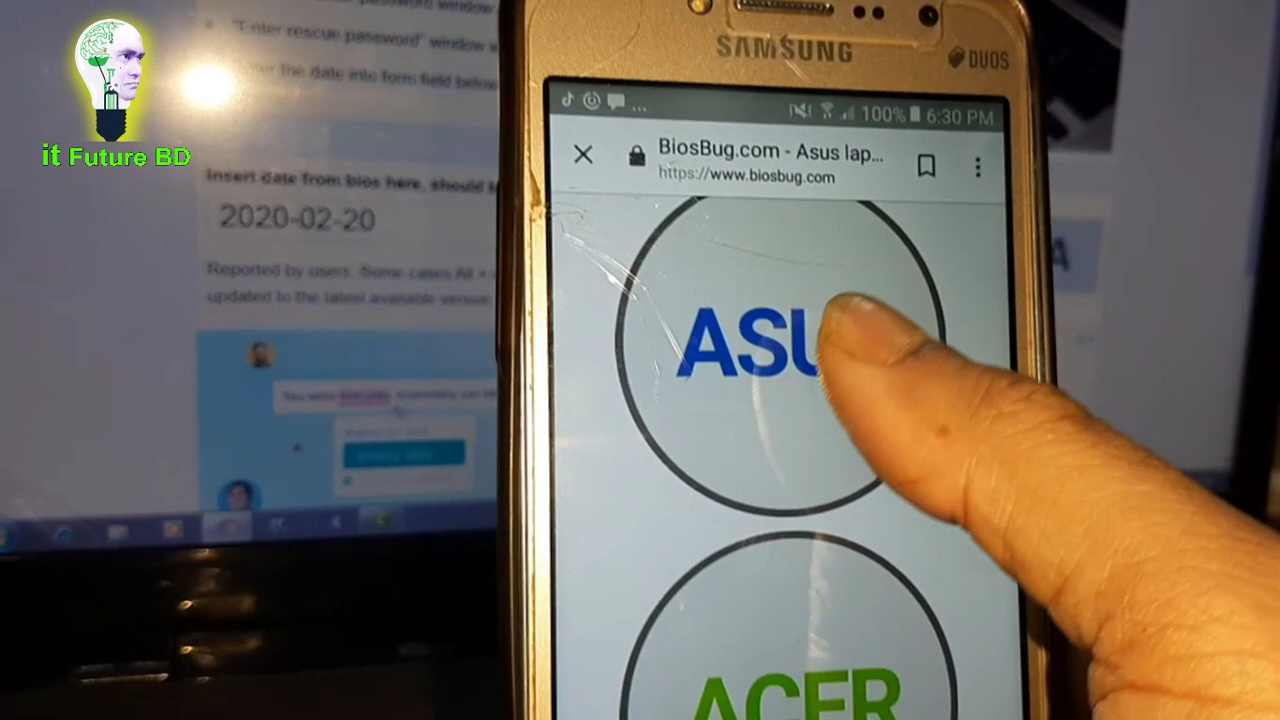 it Future BD
"Enter rescue password" window
the date into form field below
Insert date from bios here, should
2020-02-20
Reported by users. Some cases Alt +
updated to the latest available version
SAMSUNG
DUOS
100% 6:30 PM
BiosBug.com - Asus lap...
https://www.biosbug.com
ASU
ACER